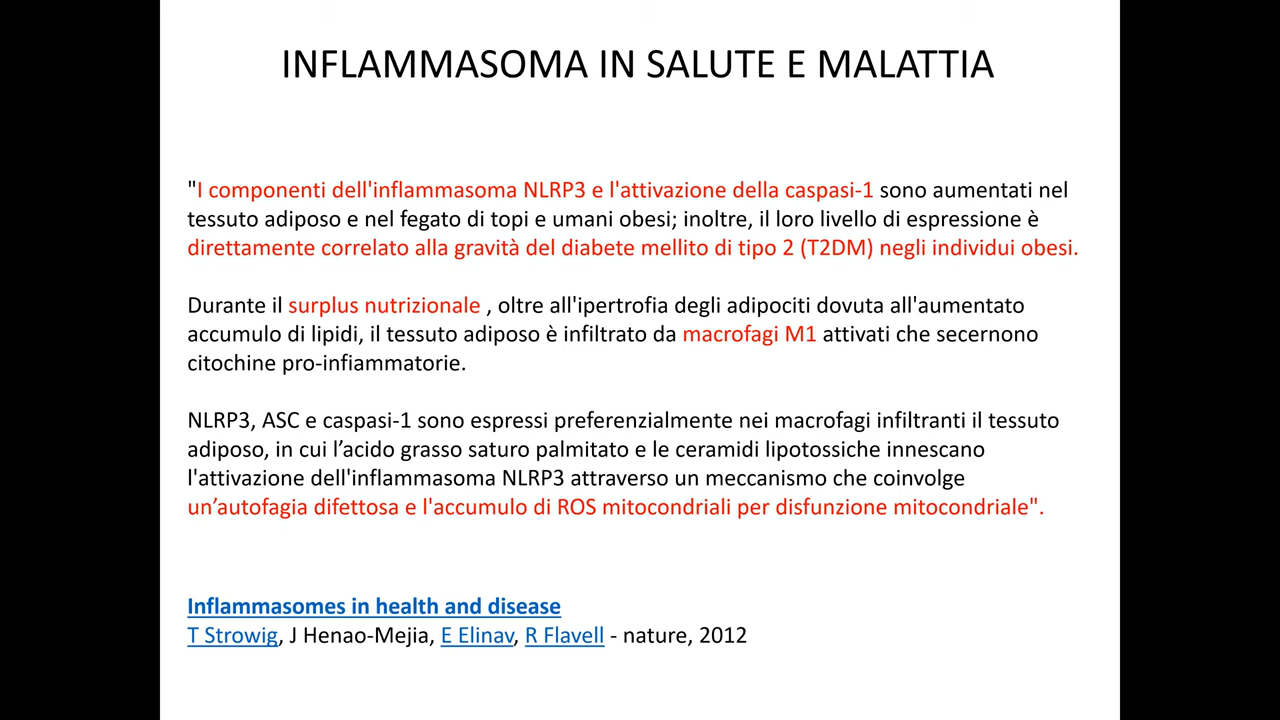 INFLAMMASOMA IN SALUTE E MALATTIA
"I componenti dell'inflammasoma NLRP3 e l'attivazione della caspasi-1 sono aumentati nel
tessuto adiposo e nel fegato di topi e umani obesi; inoltre, il loro livello di espressione è
direttamente correlato alla gravità del diabete mellito di tipo 2 (T2DM) negli individui obesi.
Durante il surplus nutrizionale , oltre all'ipertrofia degli adipociti dovuta all'aumentato
accumulo di lipidi, il tessuto adiposo è infiltrato da macrofagi M1 attivati che secernono
citochine pro-infiammatorie.
NLRP3, ASC e caspasi-1 sono espressi preferenzialmente nei macrofagi infiltranti il tessuto
adiposo, in cui l’acido grasso saturo palmitato e le ceramidi lipotossiche innescano
l'attivazione dell'inflammasoma NLRP3 attraverso un meccanismo che coinvolge
un’autofagia difettosa e l'accumulo di ROS mitocondriali per disfunzione mitocondriale".
Inflammasomes in health and disease
T Strowig, J Henao-Mejia, E Elinav, R Flavell - nature, 2012